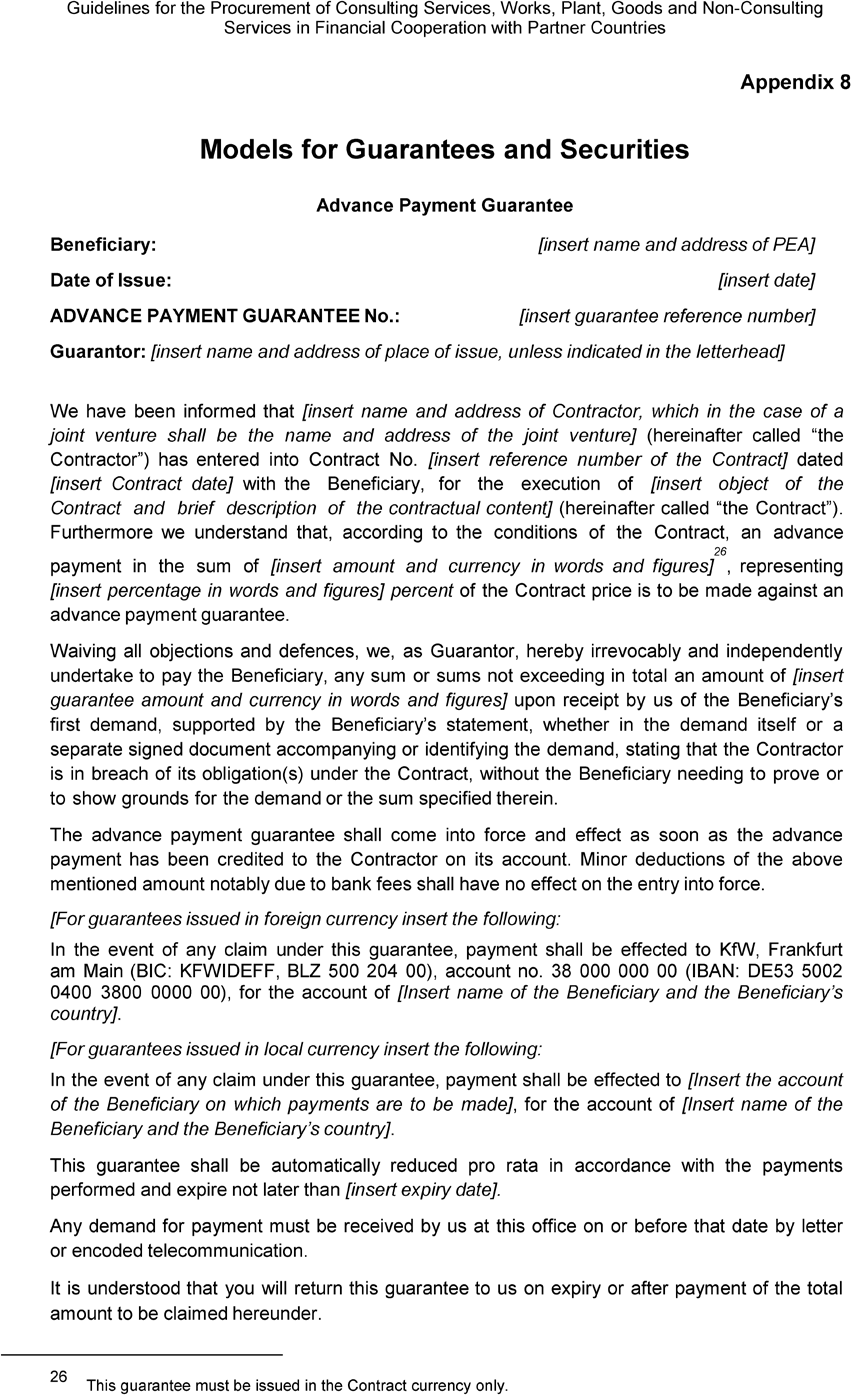 Guidelines for the Procurement of Consulting Services, Works, Plant, Goods and Non-Consulting
Services in Financial Cooperation with Partner Countries
Appendix 8
Models for Guarantees and Securities
Advance Payment Guarantee
Beneficiary: [insert name and address of PEA]
Date of Issue: [insert date]
ADVANCE PAYMENT GUARANTEE No.: [insert guarantee reference number]
Guarantor: [insert name and address of place of issue, unless indicated in the letterhead]
We have been informed that [insert name and address of Contractor, which in the case of a
joint venture shall be the name and address of the joint venture] (hereinafter called “the
Contractor”) has entered into Contract No. [insert reference number of the Contract] dated
[insert Contract date] with the Beneficiary, for the execution of [insert object of the
Contract and brief description of the contractual content] (hereinafter called “the Contract”).
Furthermore we understand that, according to the conditions of the Contract, an advance
payment in the sum of [insert amount and currency in words and figures]26, representing
[insert percentage in words and figures] percent of the Contract price is to be made against an
advance payment guarantee.
Waiving all objections and defences, we, as Guarantor, hereby irrevocably and independently
undertake to pay the Beneficiary, any sum or sums not exceeding in total an amount of [insert
guarantee amount and currency in words and figures] upon receipt by us of the Beneficiary’s
first demand, supported by the Beneficiary’s statement, whether in the demand itself or a
separate signed document accompanying or identifying the demand, stating that the Contractor
is in breach of its obligation(s) under the Contract, without the Beneficiary needing to prove or
to show grounds for the demand or the sum specified therein.
The advance payment guarantee shall come into force and effect as soon as the advance
payment has been credited to the Contractor on its account. Minor deductions of the above
mentioned amount notably due to bank fees shall have no effect on the entry into force.
[For guarantees issued in foreign currency insert the following:
In the event of any claim under this guarantee, payment shall be effected to KfW, Frankfurt
am Main (BIC: KFWIDEFF, BLZ 500 204 00), account no. 38 000 000 00 (IBAN: DE53 5002
0400 3800 0000 00), for the account of [Insert name of the Beneficiary and the Beneficiary’s
country].
[For guarantees issued in local currency insert the following:
In the event of any claim under this guarantee, payment shall be effected to [Insert the account
of the Beneficiary on which payments are to be made], for the account of [Insert name of the
Beneficiary and the Beneficiary’s country].
This guarantee shall be automatically reduced pro rata in accordance with the payments
performed and expire not later than [insert expiry date].
Any demand for payment must be received by us at this office on or before that date by letter
or encoded telecommunication.
It is understood that you will return this guarantee to us on expiry or after payment of the total
amount to be claimed hereunder.
26 This guarantee must be issued in the Contract currency only.